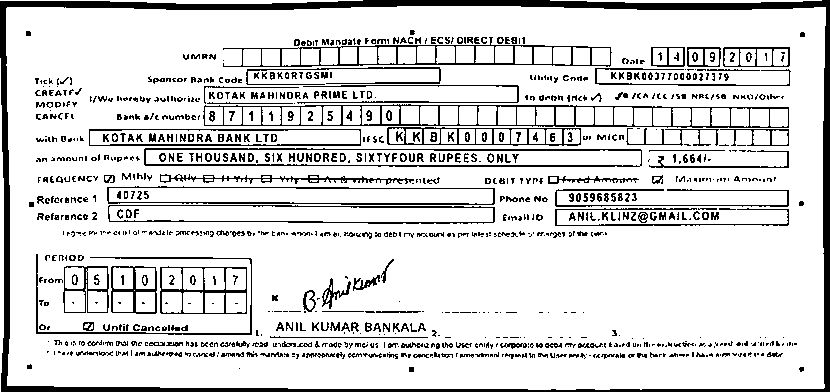 Debit Mandate Form NACH / ECS/ DIRECT DEBIT
UMRN Date 1 4 0 9 2 0 1 7
Tick (✓) Sponsor Bank Code KKBK0RTGSMI Utility Code KKBK00377000027379
CREATE✓ I/We hereby authorize KOTAK MAHINDRA PRIME LTD. to debit (tick ✓) SB /CA /CC /SB NRE/SB NRO/Other
MODIFY
CANCEL Bank a/c number 8 7 1 1 9 2 5 4 9 0
with Bank KOTAK MAHINDRA BANK LTD IFSC K K B K 0 0 0 7 4 6 3 or MICR
an amount of Rupees ONE THOUSAND, SIX HUNDRED, SIXTYFOUR RUPEES. ONLY ₹ 1,664/-
FREQUENCY ☑ Mthly ☐ Qtly ☐ H Yrly ☐ Yrly ☐ As & when presented DEBIT TYPE ☐ Fixed Amount ☑ Maximum Amount
Reference 1 40725 Phone No 9059685823
Reference 2 CDF Email ID ANIL.KLINZ@GMAIL.COM
I agree for the debit of mandate processing charges by the bank whom I am authorizing to debit my account as per latest schedule of charges of the bank
PERIOD
From 0 5 1 0 2 0 1 7
To - - - - - - - -
B. Anil Kumar
Or ☑ Until Cancelled 1. ANIL KUMAR BANKALA 2. 3.
This is to confirm that the declaration has been carefully read, understood & made by me/us. I am authorizing the User entity / corporate to debit my account based on the instruction as agreed and signed by me
I have understood that I am authorized to cancel / amend this mandate by appropriately communicating the cancellation / amendment request to the User entity / corporate or the bank where I have authorized the debit